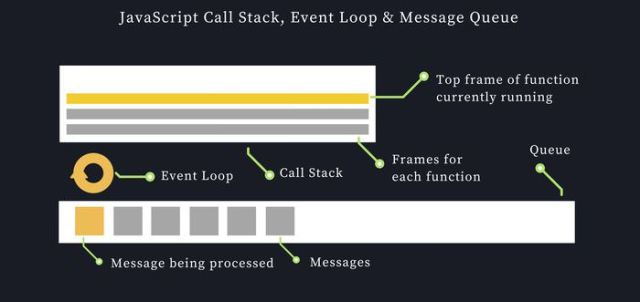 JavaScript Call Stack, Event Loop & Message Queue
Top frame of function
currently running
Frames for
each function
Queue
Event Loop
Call Stack
Message being processed
Messages